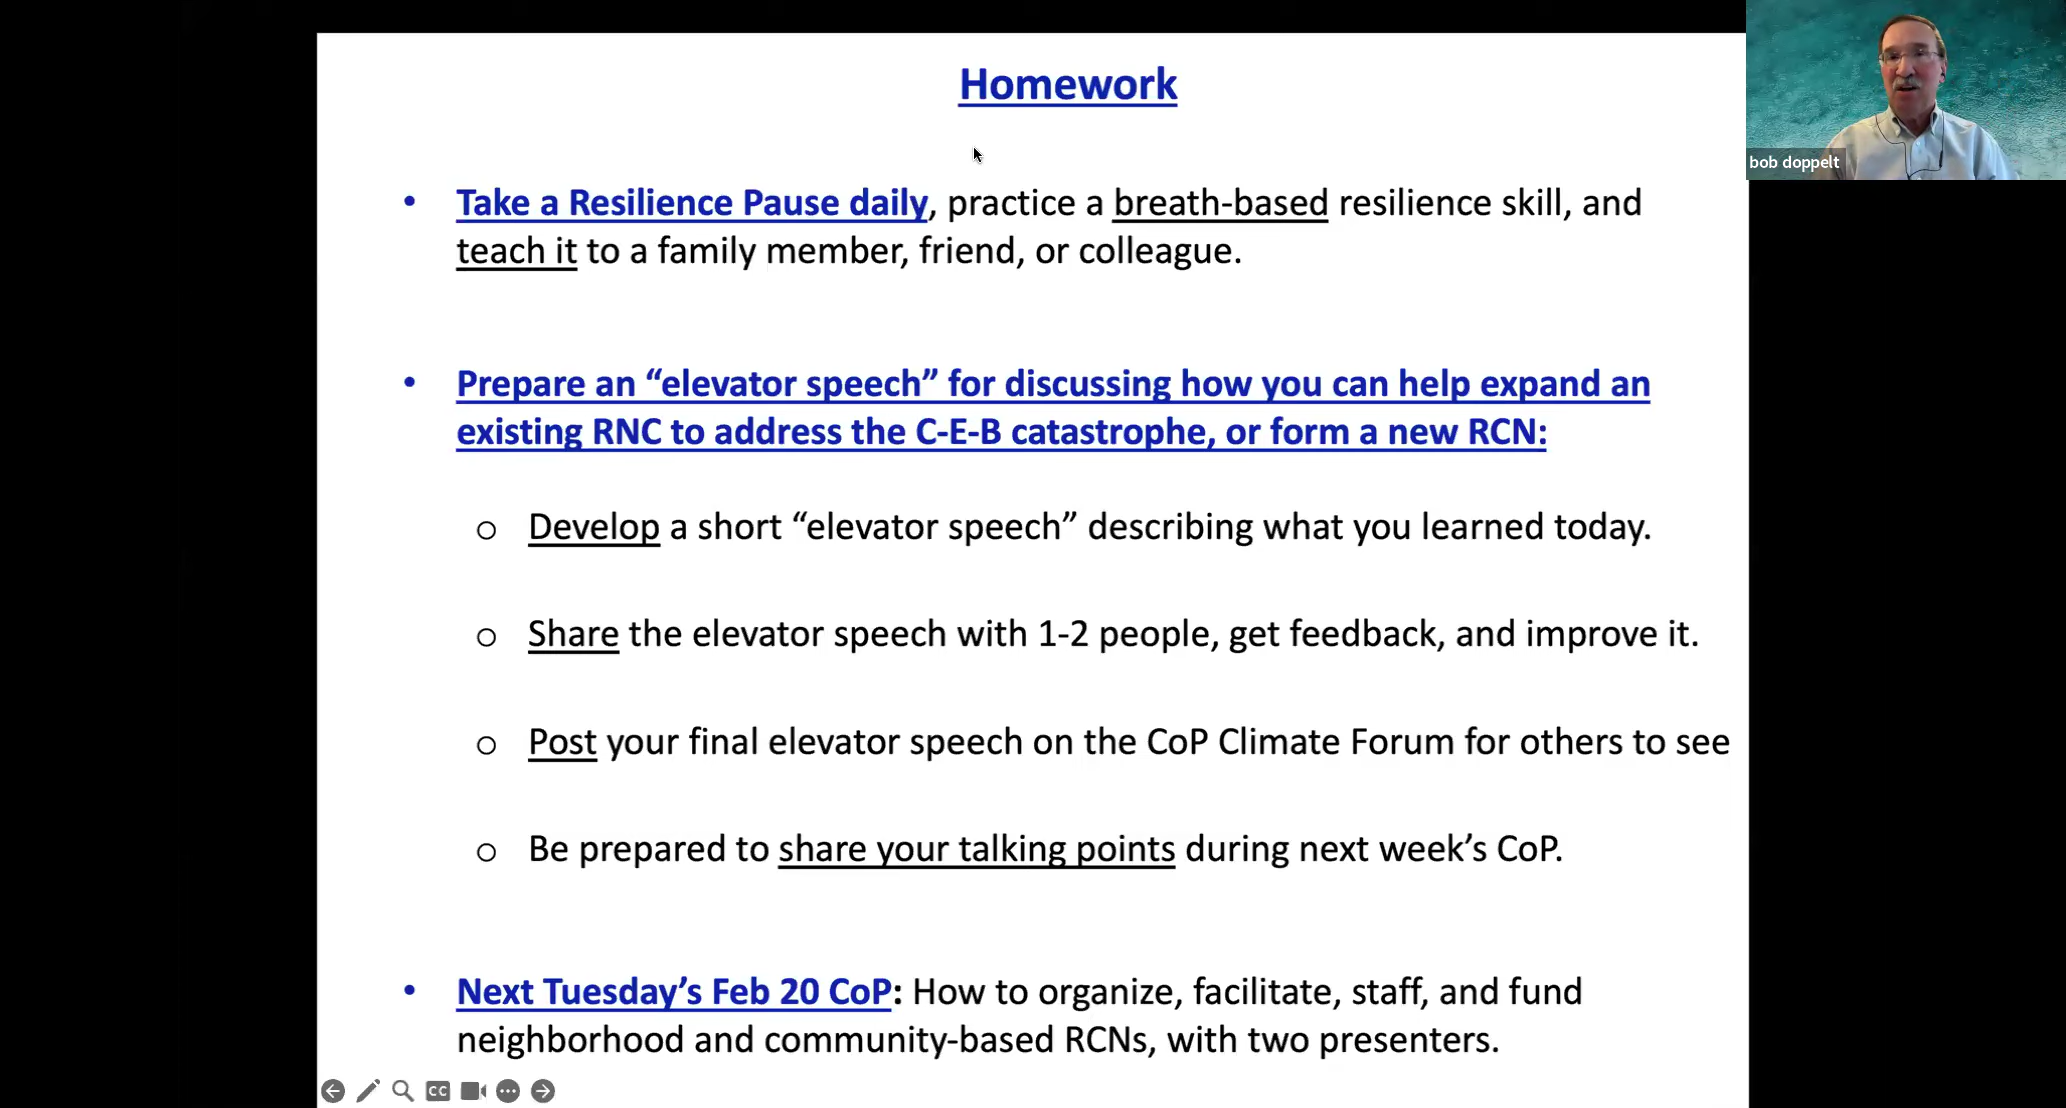 Homework
bob doppelt
• Take a Resilience Pause daily, practice a breath-based resilience skill, and
teach it to a family member, friend, or colleague.
• Prepare an “elevator speech” for discussing how you can help expand an
existing RNC to address the C-E-B catastrophe, or form a new RCN:
o Develop a short “elevator speech” describing what you learned today.
o Share the elevator speech with 1-2 people, get feedback, and improve it.
o Post your final elevator speech on the CoP Climate Forum for others to see
o Be prepared to share your talking points during next week’s CoP.
• Next Tuesday’s Feb 20 CoP: How to organize, facilitate, staff, and fund
neighborhood and community-based RCNs, with two presenters.
CC